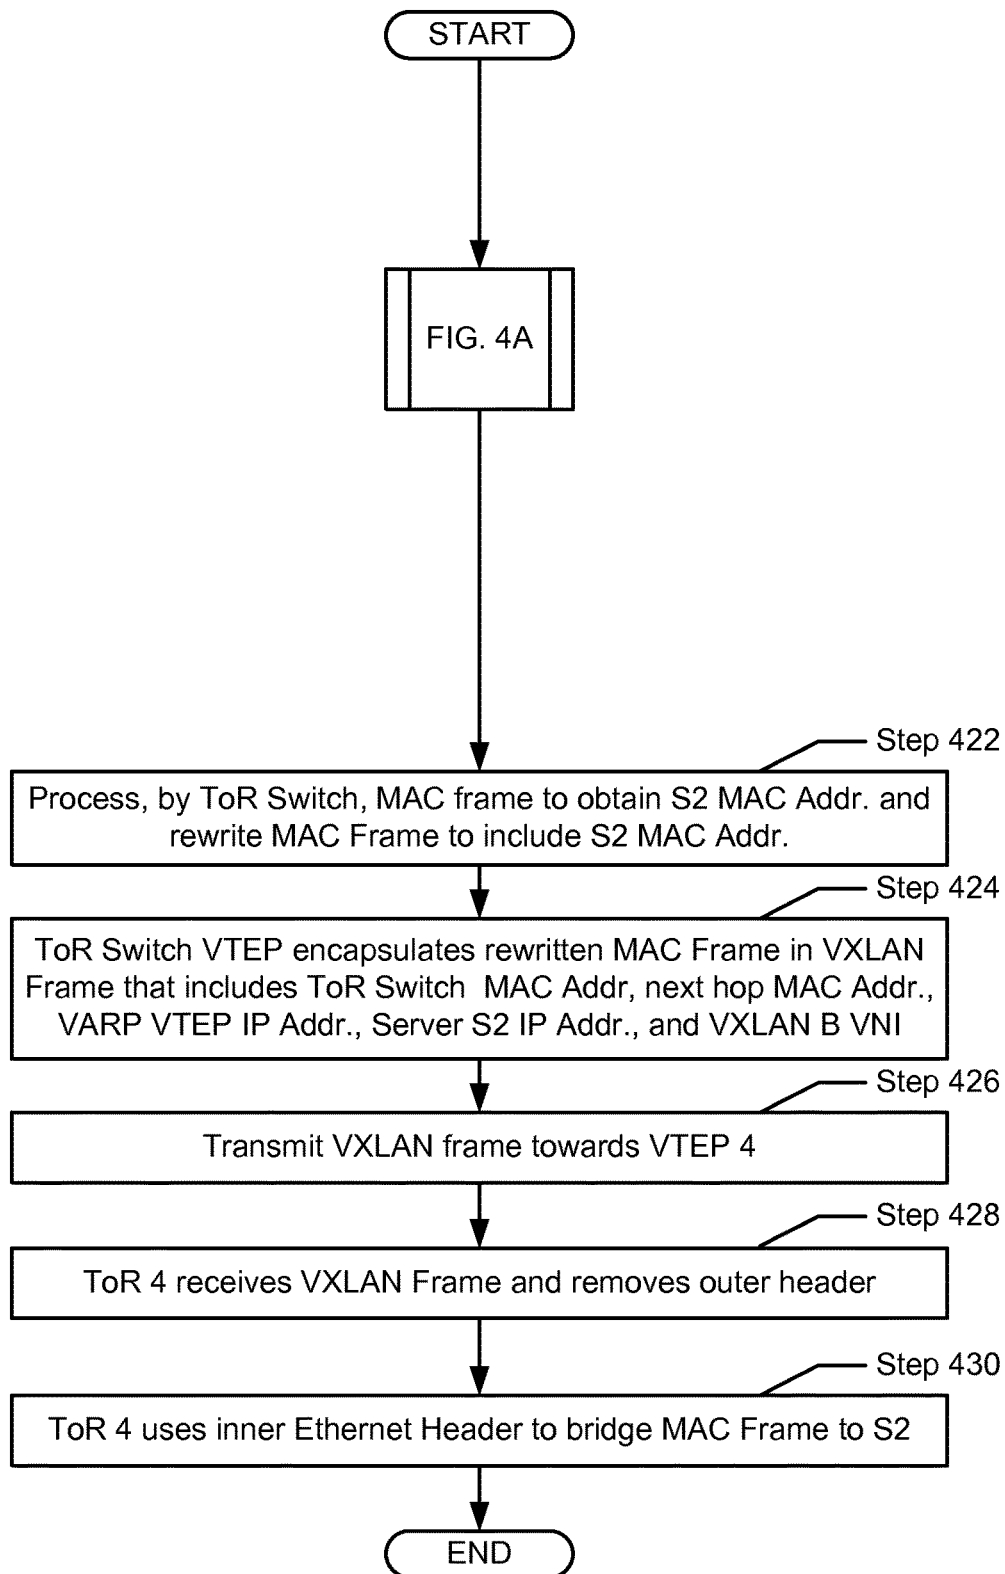 START
FIG. 4A
Step 422
Process, by ToR Switch, MAC frame to obtain S2 MAC Addr. and
rewrite MAC Frame to include S2 MAC Addr.
Step 424
ToR Switch VTEP encapsulates rewritten MAC Frame in VXLAN
Frame that includes ToR Switch MAC Addr, next hop MAC Addr.,
VARP VTEP IP Addr., Server S2 IP Addr., and VXLAN B VNI
Step 426
Transmit VXLAN frame towards VTEP 4
Step 428
ToR 4 receives VXLAN Frame and removes outer header
Step 430
ToR 4 uses inner Ethernet Header to bridge MAC Frame to S2
END